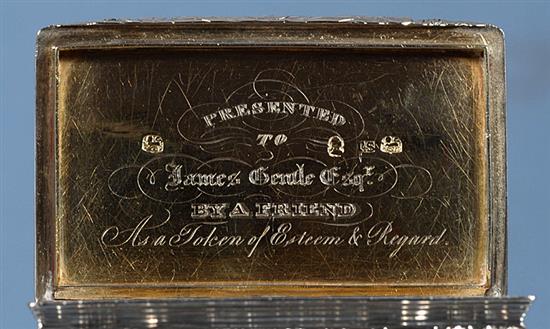 PRESENTED
TO
James Gentle Esqr.
BY A FRIEND
As a Token of Esteem & Regard.